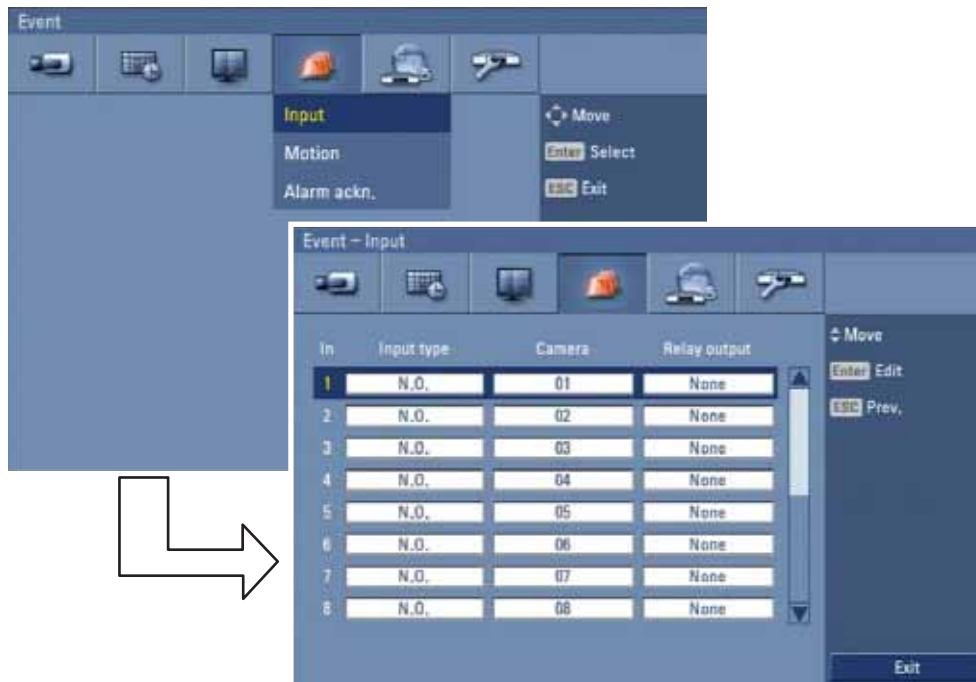 Event
Input
Motion
Alarm ackn.
Move
Enter Select
ESC Exit
Event – Input
In Input type Camera Relay output
1 N.O. 01 None
2 N.O. 02 None
3 N.O. 03 None
4 N.O. 04 None
5 N.O. 05 None
6 N.O. 06 None
7 N.O. 07 None
8 N.O. 08 None
Move
Enter Edit
ESC Prev.
Exit